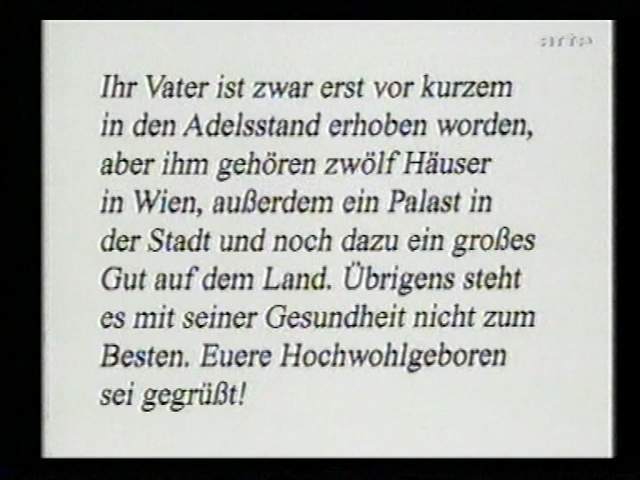 arte
Ihr Vater ist zwar erst vor kurzem
in den Adelsstand erhoben worden,
aber ihm gehören zwölf Häuser
in Wien, außerdem ein Palast in
der Stadt und noch dazu ein großes
Gut auf dem Land. Übrigens steht
es mit seiner Gesundheit nicht zum
Besten. Euere Hochwohlgeboren
sei gegrüßt!